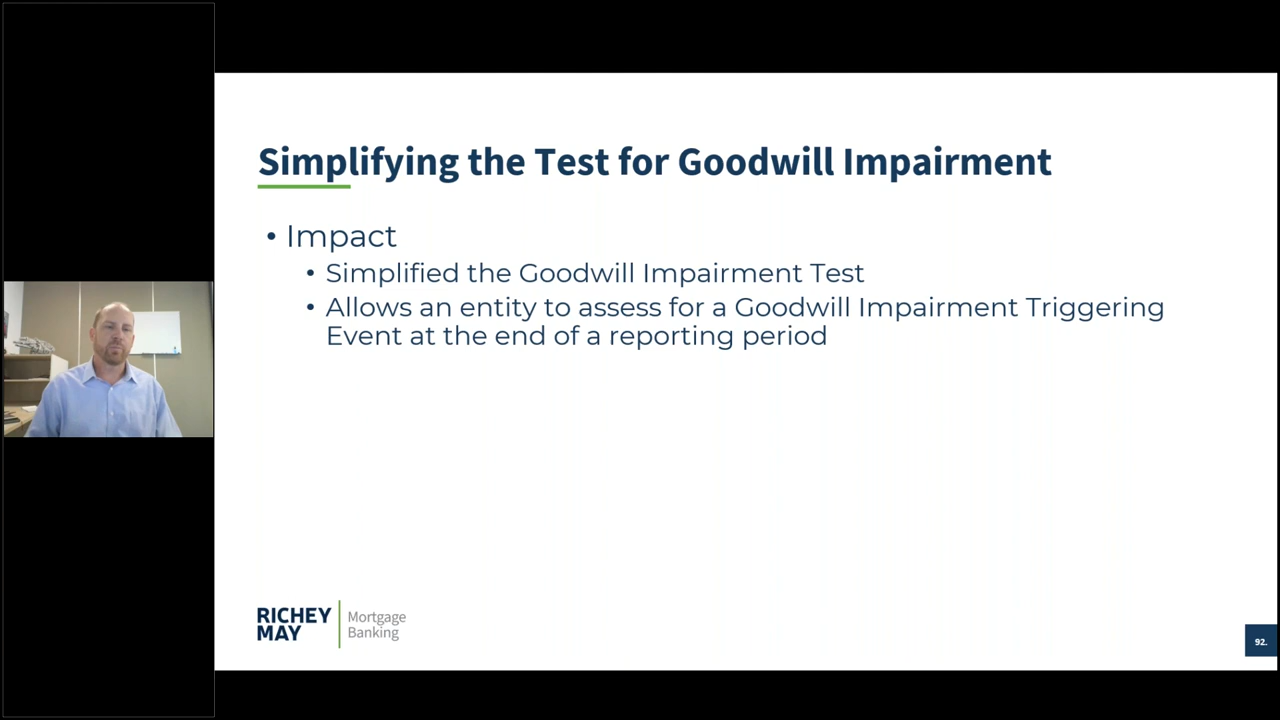 Simplifying the Test for Goodwill Impairment
• Impact
• Simplified the Goodwill Impairment Test
• Allows an entity to assess for a Goodwill Impairment Triggering
Event at the end of a reporting period
RICHEY
MAY
Mortgage
Banking
92.